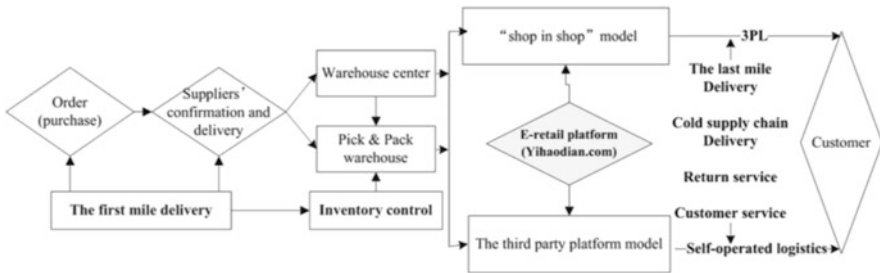 Order
(purchase)
Suppliers'
confirmation and
delivery
Warehouse center
Pick & Pack
warehouse
The first mile delivery
Inventory control
"shop in shop" model
E-retail platform
(Yihaodian.com)
The third party platform model
3PL
The last mile
Delivery
Cold supply chain
Delivery
Return service
Customer service
Self-operated logistics
Customer